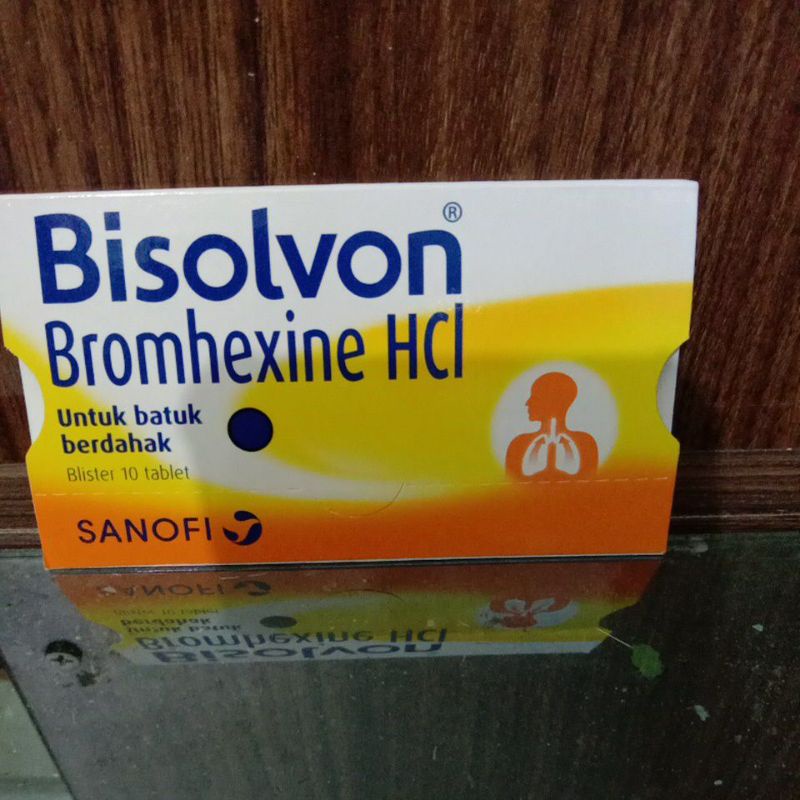 Bisolvon®
Bromhexine HCl
Untuk batuk
berdahak
Blister 10 tablet
SANOFI